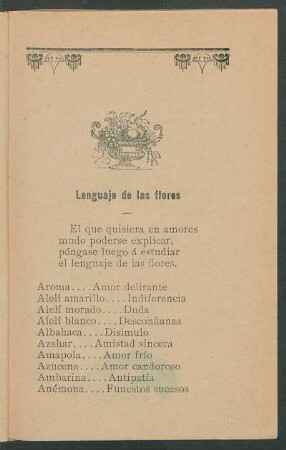 Lenguaje de las flores
El que quisiera en amores
mudo poderse explicar,
póngase luego á estudiar
el lenguaje de las flores.
Aroma....Amor delirante
Alelí amarillo....Indiferencia
Alelí morado....Duda
Alelí blanco....Desconfianza
Albahaca....Disimulo
Azahar....Amistad sincera
Amapola....Amor frío
Azucena....Amor candoroso
Ambarina....Antipatía
Anémona....Funestos sucesos